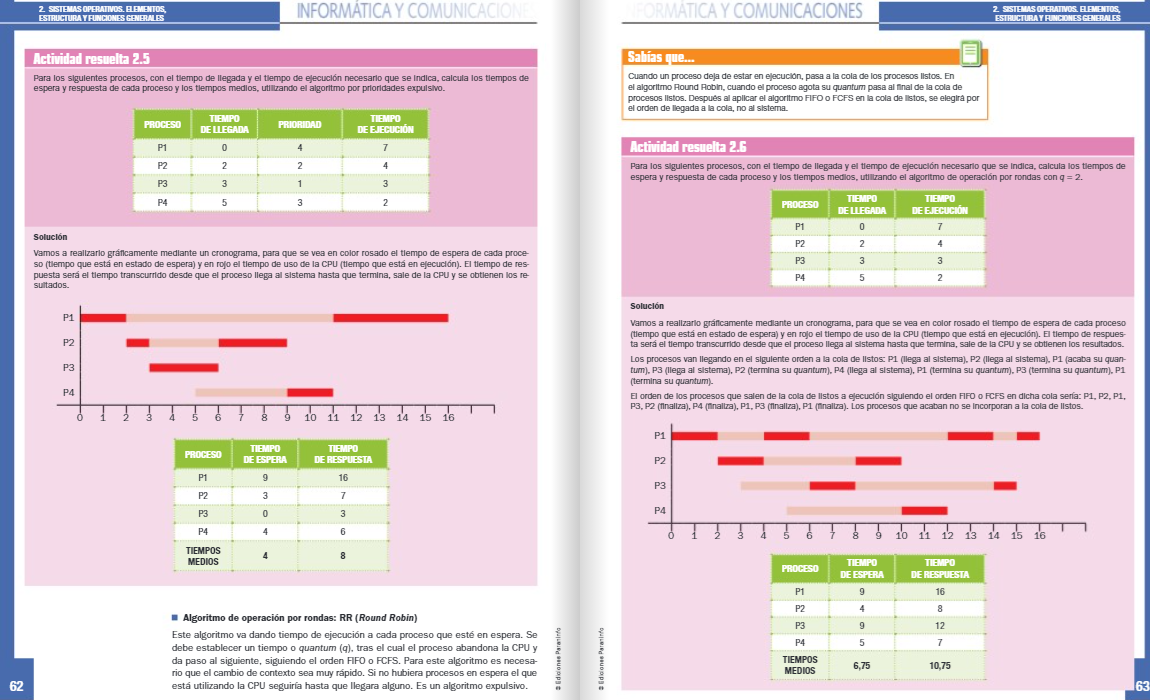 2. SISTEMAS OPERATIVOS. ELEMENTOS,
ESTRUCTURA Y FUNCIONES GENERALES
INFORMÁTICA Y COMUNICACIONE
Actividad resuelta 2.5
Para los siguientes procesos, con el tiempo de llegada y el tiempo de ejecución necesario que se indica, calcula los tiempos de
espera y respuesta de cada proceso y los tiempos medios, utilizando el algoritmo por prioridades expulsivo.
PROCESO TIEMPO DE LLEGADA PRIORIDAD TIEMPO DE EJECUCIÓN
P1 0 4 7
P2 2 2 4
P3 3 1 3
P4 5 3 2
Solución
Vamos a realizarlo gráficamente mediante un cronograma, para que se vea en color rosado el tiempo de espera de cada proce-
so (tiempo que está en estado de espera) y en rojo el tiempo de uso de la CPU (tiempo que está en ejecución). El tiempo de res-
puesta será el tiempo transcurrido desde que el proceso llega al sistema hasta que termina, sale de la CPU y se obtienen los re-
sultados.
P1
P2
P3
P4
0 1 2 3 4 5 6 7 8 9 10 11 12 13 14 15 16
PROCESO TIEMPO DE ESPERA TIEMPO DE RESPUESTA
P1 9 16
P2 3 7
P3 0 3
P4 4 6
TIEMPOS MEDIOS 4 8
Algoritmo de operación por rondas: RR (Round Robin)
Este algoritmo va dando tiempo de ejecución a cada proceso que esté en espera. Se
debe establecer un tiempo o quantum (q), tras el cual el proceso abandona la CPU y
da paso al siguiente, siguiendo el orden FIFO o FCFS. Para este algoritmo es necesa-
rio que el cambio de contexto sea muy rápido. Si no hubiera procesos en espera el que
está utilizando la CPU seguiría hasta que llegara alguno. Es un algoritmo expulsivo.
62
© Ediciones Paraninfo
FORMÁTICA Y COMUNICACIONES
2. SISTEMAS OPERATIVOS. ELEMENTOS,
ESTRUCTURA Y FUNCIONES GENERALES
Sabías que...
Cuando un proceso deja de estar en ejecución, pasa a la cola de los procesos listos. En
el algoritmo Round Robin, cuando el proceso agota su quantum pasa al final de la cola de
procesos listos. Después al aplicar el algoritmo FIFO o FCFS en la cola de listos, se elegirá por
el orden de llegada a la cola, no al sistema.
Actividad resuelta 2.6
Para los siguientes procesos, con el tiempo de llegada y el tiempo de ejecución necesario que se indica, calcula los tiempos de
espera y respuesta de cada proceso y los tiempos medios, utilizando el algoritmo de operación por rondas con q = 2.
PROCESO TIEMPO DE LLEGADA TIEMPO DE EJECUCIÓN
P1 0 7
P2 2 4
P3 3 3
P4 5 2
Solución
Vamos a realizarlo gráficamente mediante un cronograma, para que se vea en color rosado el tiempo de espera de cada proceso
(tiempo que está en estado de espera) y en rojo el tiempo de uso de la CPU (tiempo que está en ejecución). El tiempo de respues-
ta será el tiempo transcurrido desde que el proceso llega al sistema hasta que termina, sale de la CPU y se obtienen los resultados.
Los procesos van llegando en el siguiente orden a la cola de listos: P1 (llega al sistema), P2 (llega al sistema), P1 (acaba su quan-
tum), P3 (llega al sistema), P2 (termina su quantum), P4 (llega al sistema), P1 (termina su quantum), P3 (termina su quantum), P1
(termina su quantum).
El orden de los procesos que salen de la cola de listos a ejecución siguiendo el orden FIFO o FCFS en dicha cola sería: P1, P2, P1,
P3, P2 (finaliza), P4 (finaliza), P1, P3 (finaliza), P1 (finaliza). Los procesos que acaban no se incorporan a la cola de listos.
P1
P2
P3
P4
0 1 2 3 4 5 6 7 8 9 10 11 12 13 14 15 16
PROCESO TIEMPO DE ESPERA TIEMPO DE RESPUESTA
P1 9 16
P2 4 8
P3 9 12
P4 5 7
TIEMPOS MEDIOS 6,75 10,75
© Ediciones Paraninfo
63